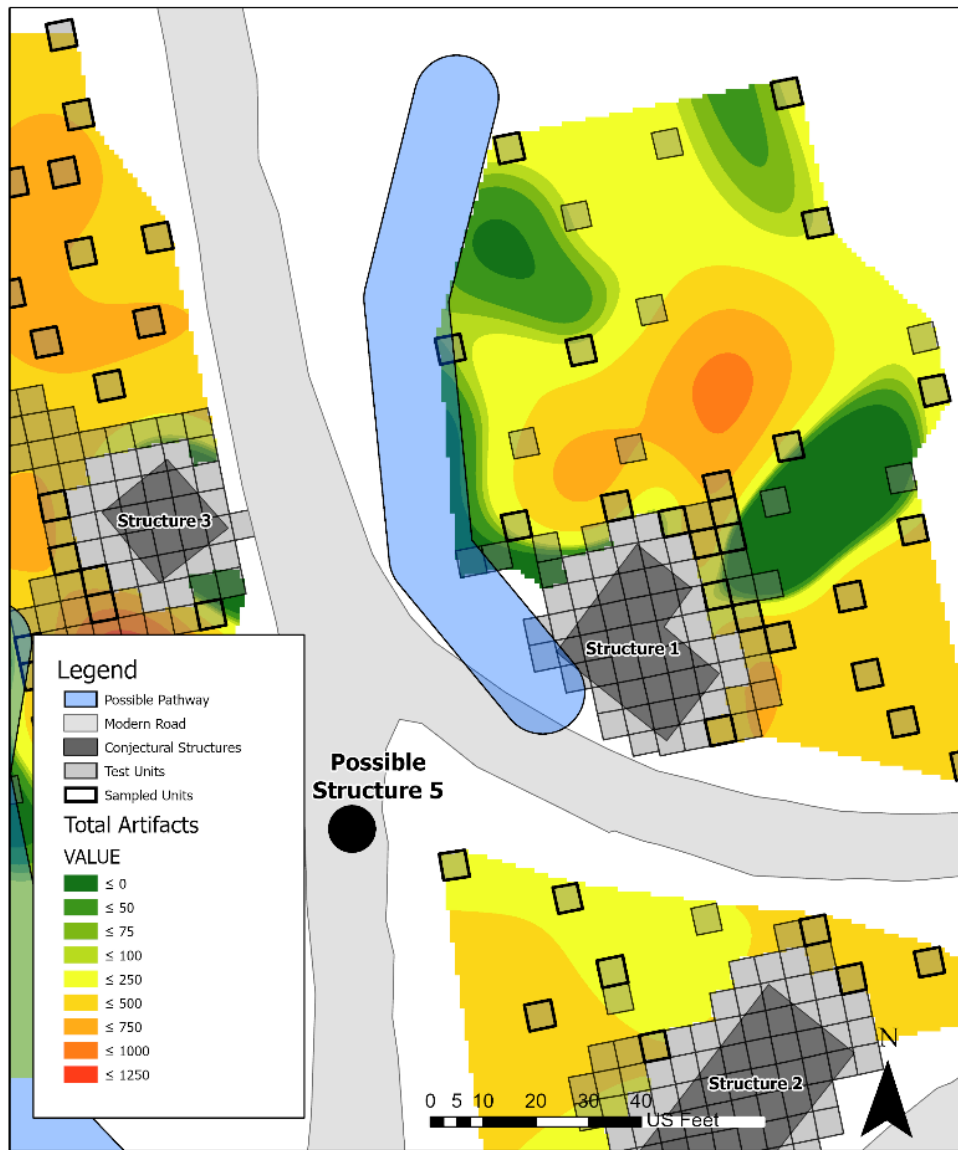 Structure 3
Structure 1
Legend
Possible Pathway
Modern Road
Conjectural Structures
Test Units
Sampled Units
Total Artifacts
VALUE
≤ 0
≤ 50
≤ 75
≤ 100
≤ 250
≤ 500
≤ 750
≤ 1000
≤ 1250
Possible
Structure 5
Structure 2
N
0 5 10 20 30 40
US Feet